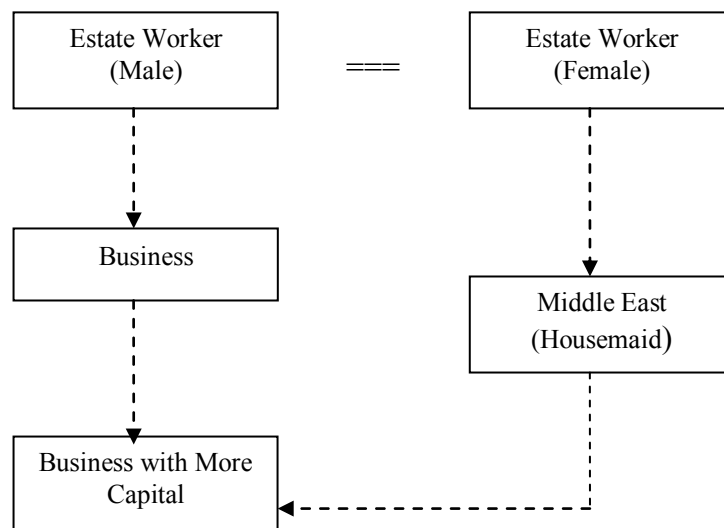 Estate Worker
(Male)
===
Estate Worker
(Female)
Business
Middle East
(Housemaid)
Business with More
Capital